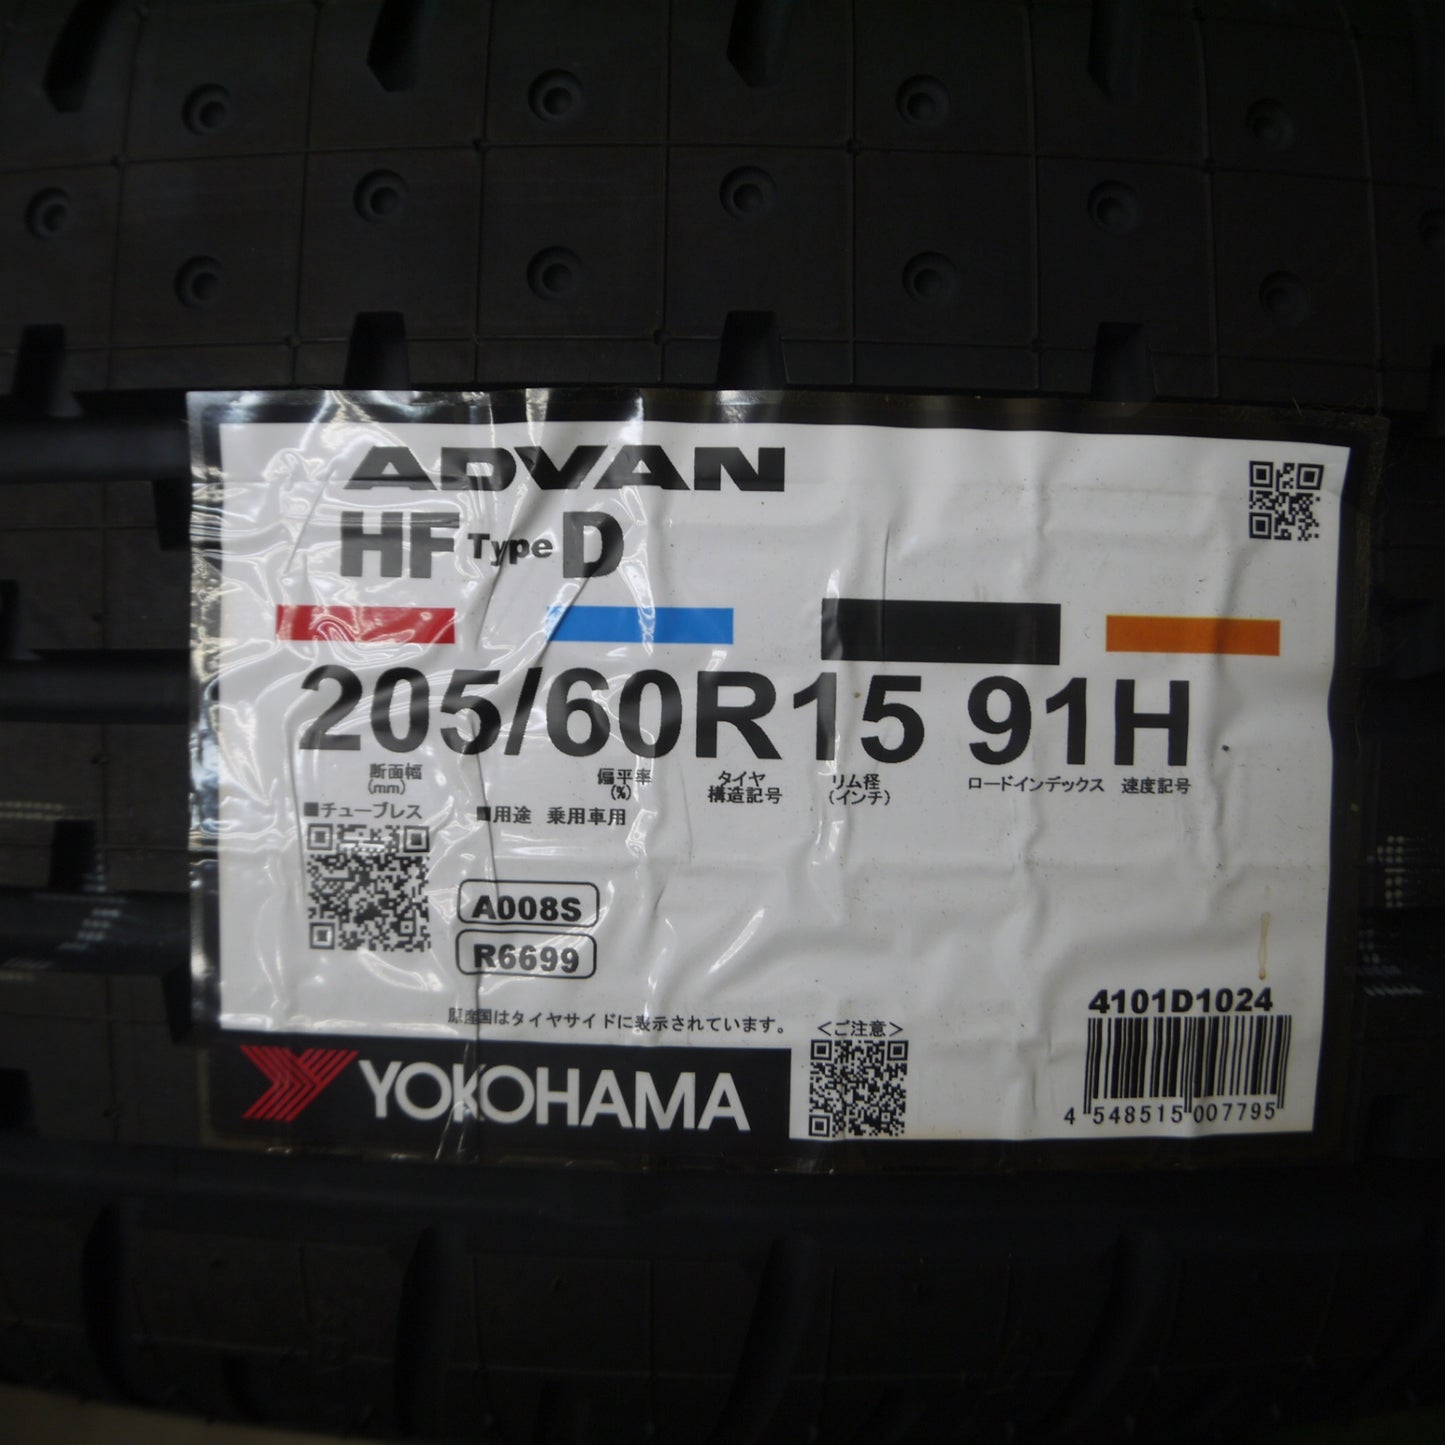 ADVAN
HF Type D
205/60R15 91H
断面幅 (mm)
偏平率 (%)
タイヤ 構造記号
リム径 (インチ)
ロードインデックス
速度記号
■チューブレス
■用途 乗用車用
A008S
R6699
原産国はタイヤサイドに表示されています。
<ご注意>
4101D1024
YOKOHAMA
4 548515 007795